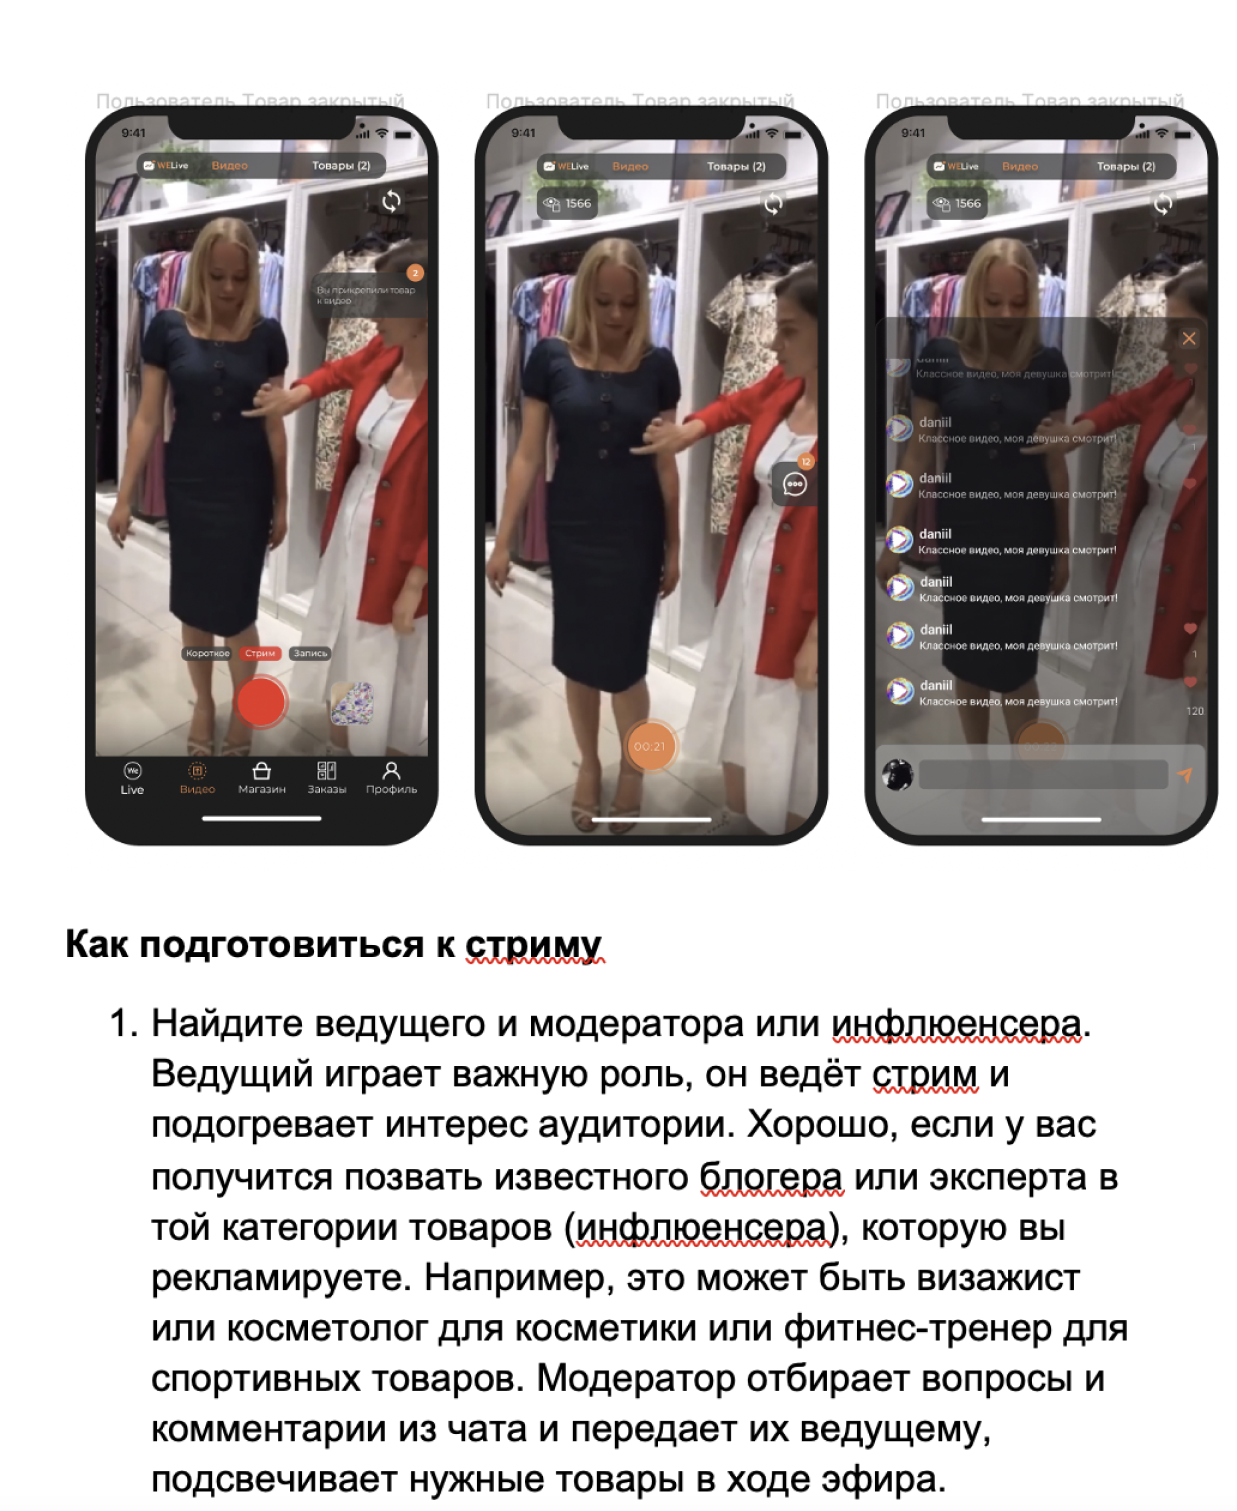 Пользователь Товар закрытый
Пользователь Товар закрытый
Пользователь Товар закрытый
9:41
WELive Видео Товары (2)
2
Вы прикрепили товар
к видео
Короткое Стрим Запись
We
Live Видео Магазин Заказы Профиль
9:41
WELive Видео Товары (2)
1566
12
00:21
9:41
WELive Видео Товары (2)
1566
daniil
Классное видео, моя девушка смотрит!
daniil
Классное видео, моя девушка смотрит!
1
daniil
Классное видео, моя девушка смотрит!
daniil
Классное видео, моя девушка смотрит!
daniil
Классное видео, моя девушка смотрит!
daniil
Классное видео, моя девушка смотрит!
1
daniil
Классное видео, моя девушка смотрит!
120
Как подготовиться к стриму
1. Найдите ведущего и модератора или инфлюенсера.
Ведущий играет важную роль, он ведёт стрим и
подогревает интерес аудитории. Хорошо, если у вас
получится позвать известного блогера или эксперта в
той категории товаров (инфлюенсера), которую вы
рекламируете. Например, это может быть визажист
или косметолог для косметики или фитнес-тренер для
спортивных товаров. Модератор отбирает вопросы и
комментарии из чата и передает их ведущему,
подсвечивает нужные товары в ходе эфира.